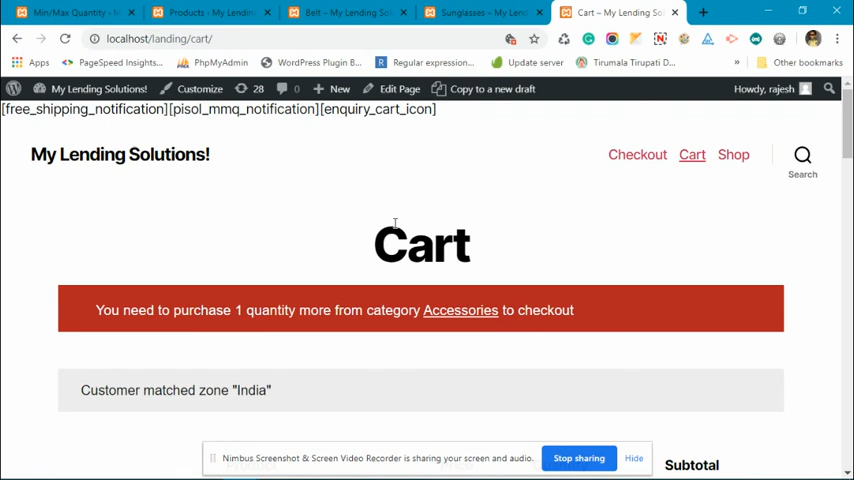 Min/Max Quantity - M
Products - My Lending
Belt – My Lending Sol
Sunglasses – My Lend
Cart – My Lending So
localhost/landing/cart/
Apps
PageSpeed Insights...
PhpMyAdmin
WordPress Plugin B...
Regular expression...
Update server
Tirumala Tirupati D...
»
Other bookmarks
My Lending Solutions!
Customize
28
0
New
Edit Page
Copy to a new draft
Howdy, rajesh
[free_shipping_notification][pisol_mmq_notification][enquiry_cart_icon]
My Lending Solutions!
Checkout
Cart
Shop
Search
Cart
You need to purchase 1 quantity more from category Accessories to checkout
Customer matched zone "India"
Nimbus Screenshot & Screen Video Recorder is sharing your screen and audio.
Stop sharing
Hide
Subtotal